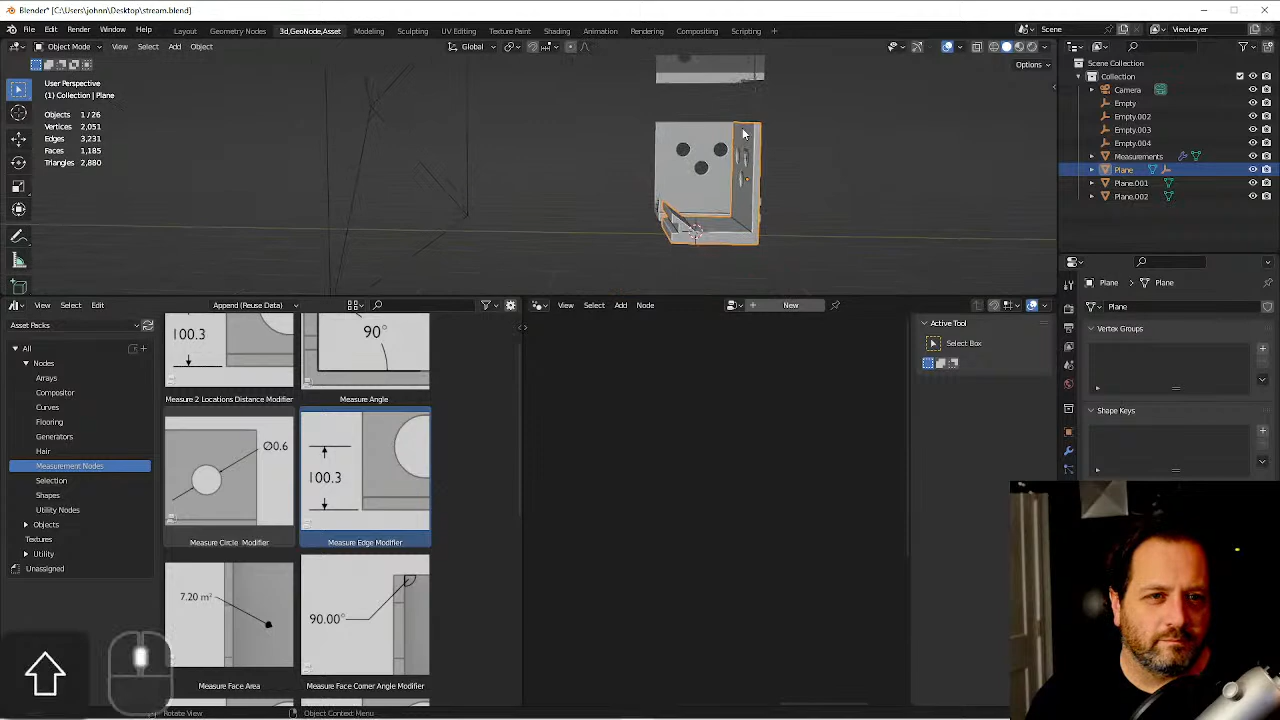 Blender* [C:\Users\johnn\Desktop\stream.blend]
File Edit Render Window Help Layout Geometry Nodes 3d,GeoNode,Asset Modeling Sculpting UV Editing Texture Paint Shading Animation Rendering Compositing Scripting + Scene ViewLayer
Object Mode View Select Add Object Global
Options
User Perspective
(1) Collection | Plane
Objects 1 / 26
Vertices 2,051
Edges 3,231
Faces 1,185
Triangles 2,880
Scene Collection
Collection
Camera
Empty
Empty.002
Empty.003
Empty.004
Measurements
Plane
Plane.001
Plane.002
View Select Edit Append (Reuse Data)
View Select Add Node New
Asset Packs
All
Nodes
Arrays
Compositor
Curves
Flooring
Generators
Hair
Measurement Nodes
Selection
Shapes
Utility Nodes
Objects
Textures
Utility
Unassigned
100.3
90°
Measure 2 Locations Distance Modifier
Measure Angle
∅0.6
100.3
Measure Circle Modifier
Measure Edge Modifier
7.20 m²
90.00°
Measure Face Area
Measure Face Corner Angle Modifier
Active Tool
Select Box
Plane > Plane
Plane
Vertex Groups
Shape Keys
Rotate View
Object Context Menu